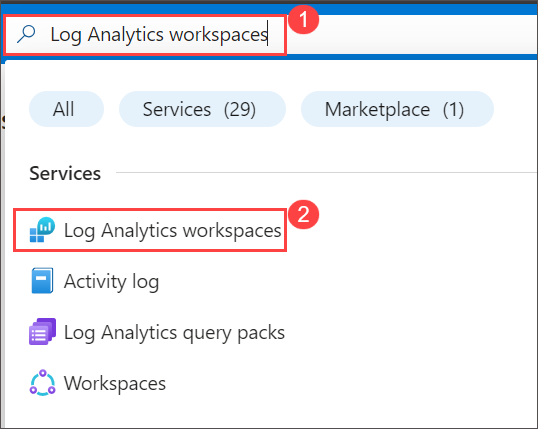 Log Analytics workspaces
1
All Services (29) Marketplace (1)
Services
Log Analytics workspaces
2
Activity log
Log Analytics query packs
Workspaces